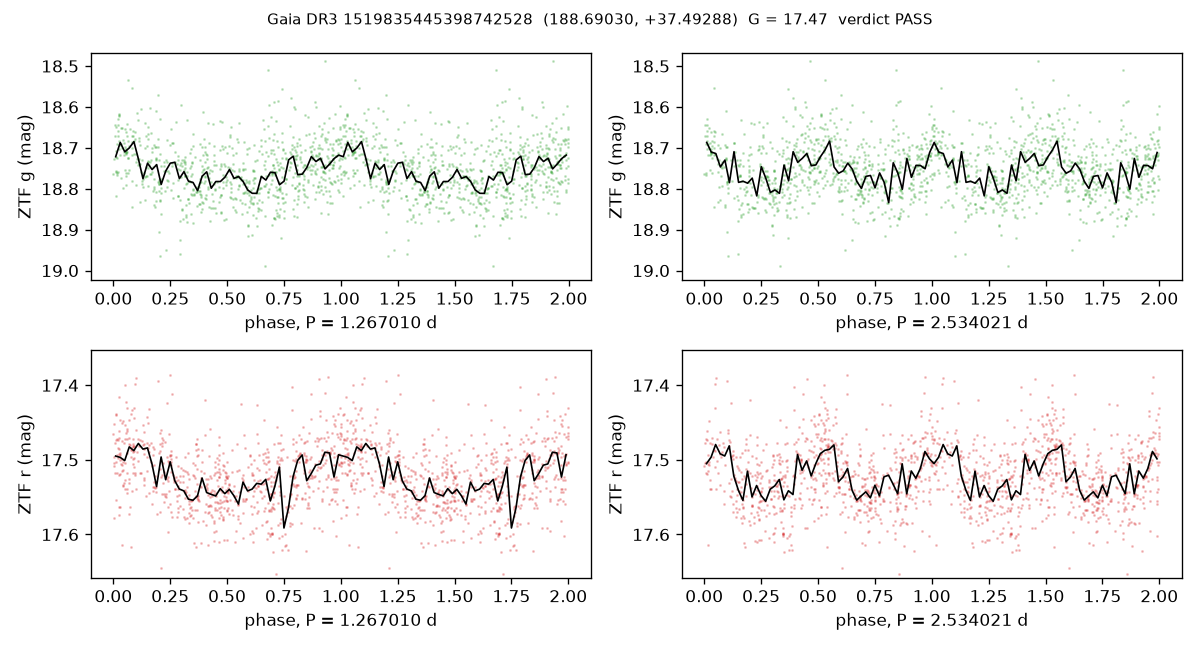 Gaia DR3 1519835445398742528 (188.69030, +37.49288) G = 17.47 verdict PASS
ZTF g (mag)
18.5
18.6
18.7
18.8
18.9
19.0
0.00 0.25 0.50 0.75 1.00 1.25 1.50 1.75 2.00
phase, P = 1.267010 d
ZTF g (mag)
18.5
18.6
18.7
18.8
18.9
19.0
0.00 0.25 0.50 0.75 1.00 1.25 1.50 1.75 2.00
phase, P = 2.534021 d
ZTF r (mag)
17.4
17.5
17.6
0.00 0.25 0.50 0.75 1.00 1.25 1.50 1.75 2.00
phase, P = 1.267010 d
ZTF r (mag)
17.4
17.5
17.6
0.00 0.25 0.50 0.75 1.00 1.25 1.50 1.75 2.00
phase, P = 2.534021 d